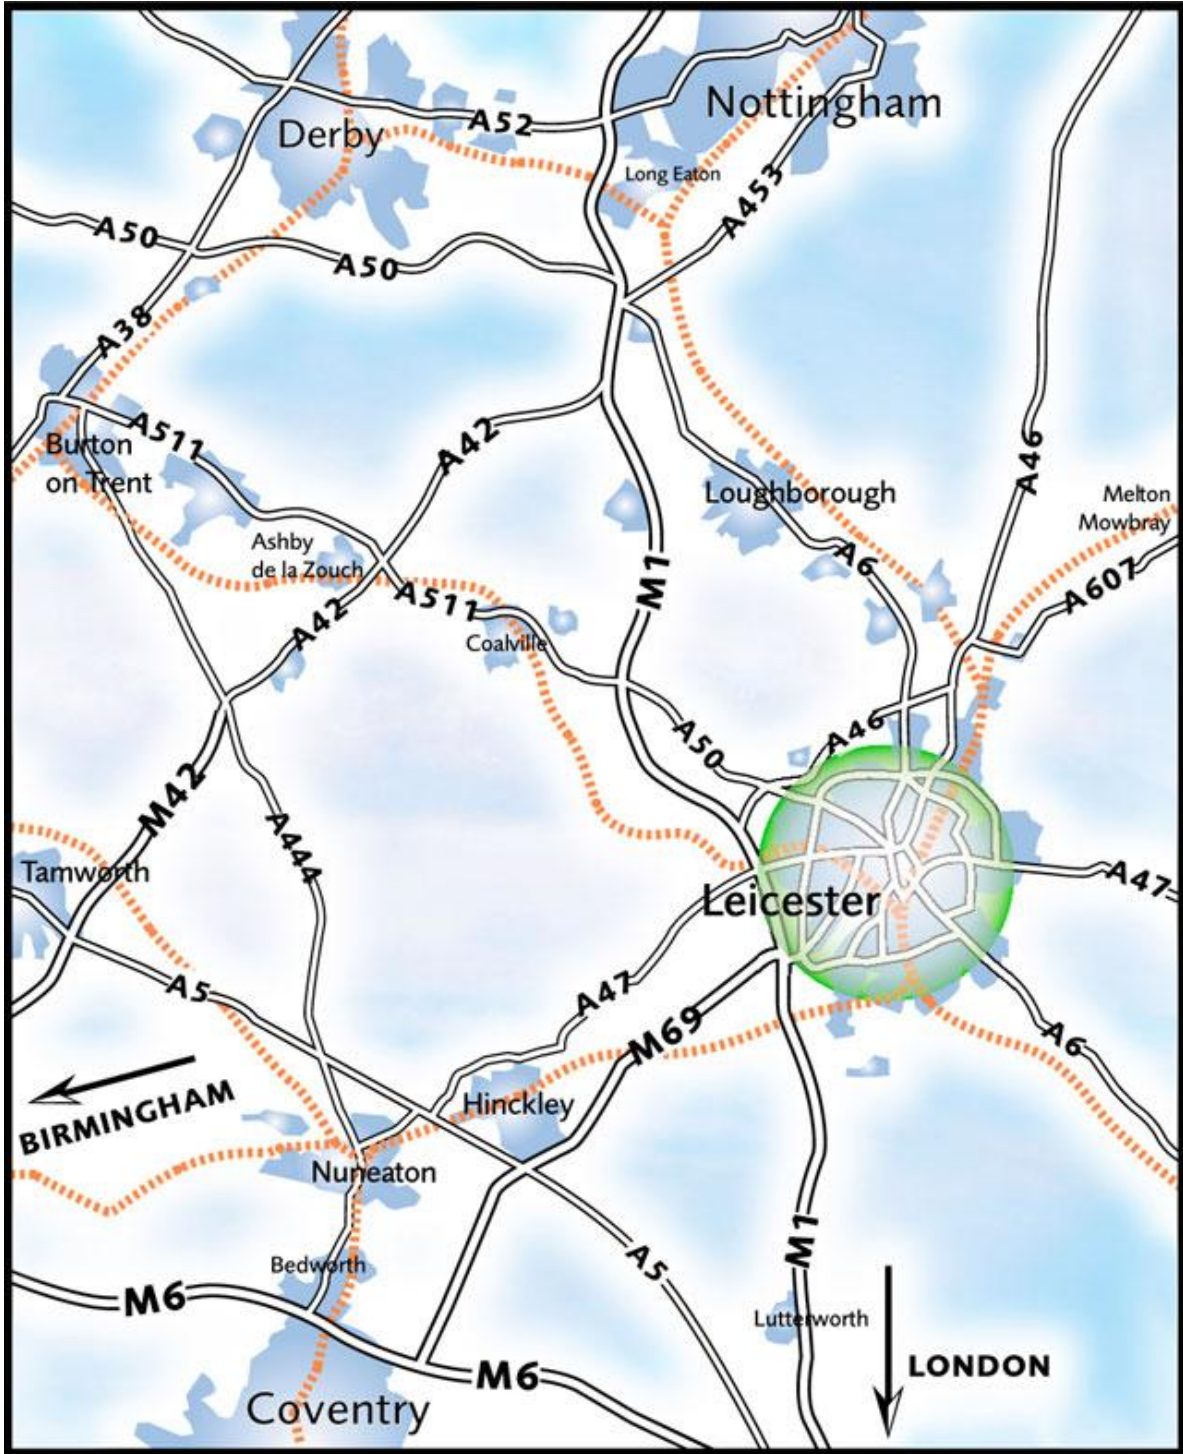 Nottingham
A52
Derby
Long Eaton
A453
A50
A50
A38
A511
A42
A46
Burton
on Trent
Loughborough
Melton
Mowbray
Ashby
de la Zouch
A6
M1
A607
A511
A42
Coalville
A50
A46
M42
A444
Tamworth
A47
Leicester
A5
A47
M69
A6
BIRMINGHAM
Hinckley
Nuneaton
M1
Bedworth
A5
M6
Lutterworth
LONDON
M6
Coventry